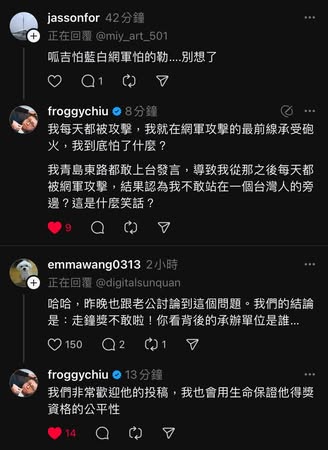 jassonfor 42分鐘
正在回覆 @miy_art_501
呱吉怕藍白網軍怕的勒....別想了
1
froggychiu 8分鐘
我每天都被攻擊，我就在網軍攻擊的最前線承受砲
火，我到底怕了什麼？
我青島東路都敢上台發言，導致我從那之後每天都
被網軍攻擊，結果認為我不敢站在一個台灣人的旁
邊？這是什麼笑話？
9
emmawang0313 2小時
正在回覆 @digitalsunquan
哈哈，昨晚也跟老公討論到這個問題。我們的結論
是：走鐘獎不敢啦！你看背後的承辦單位是誰...
150 2 1
froggychiu 13分鐘
我們非常歡迎他的投稿，我也會用生命保證他得獎
資格的公平性
14